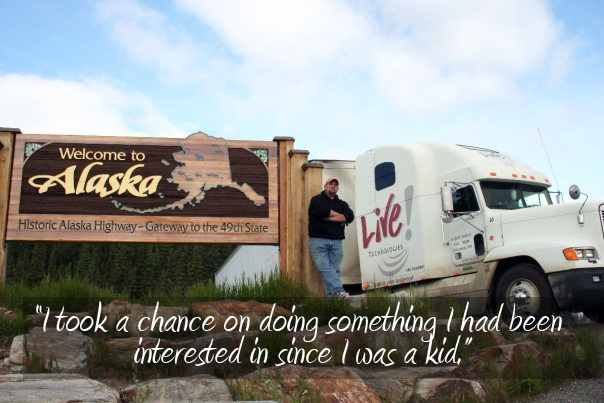 Welcome to
Alaska
Historic Alaska Highway - Gateway to the 49th State
Live!
TECHNOLOGIES
"I took a chance on doing something I had been
interested in since I was a kid."